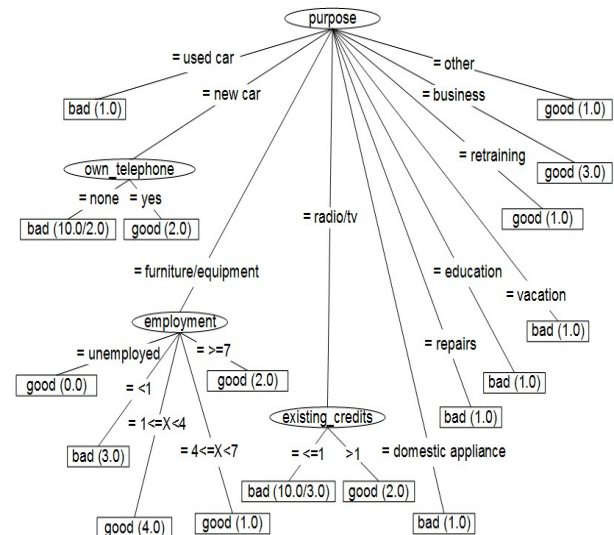 purpose
= used car
= other
= new car
= business
bad (1.0)
good (1.0)
= retraining
own_telephone
good (3.0)
= none
= yes
= radio/tv
good (1.0)
bad (10.0/2.0)
good (2.0)
= furniture/equipment
= education
= vacation
employment
bad (1.0)
= unemployed
= >=7
= repairs
good (0.0)
= <1
good (2.0)
bad (1.0)
= 1<=X<4
existing_credits
bad (1.0)
bad (3.0)
= 4<=X<7
= <=1
>1
= domestic appliance
bad (10.0/3.0)
good (2.0)
good (4.0)
good (1.0)
bad (1.0)